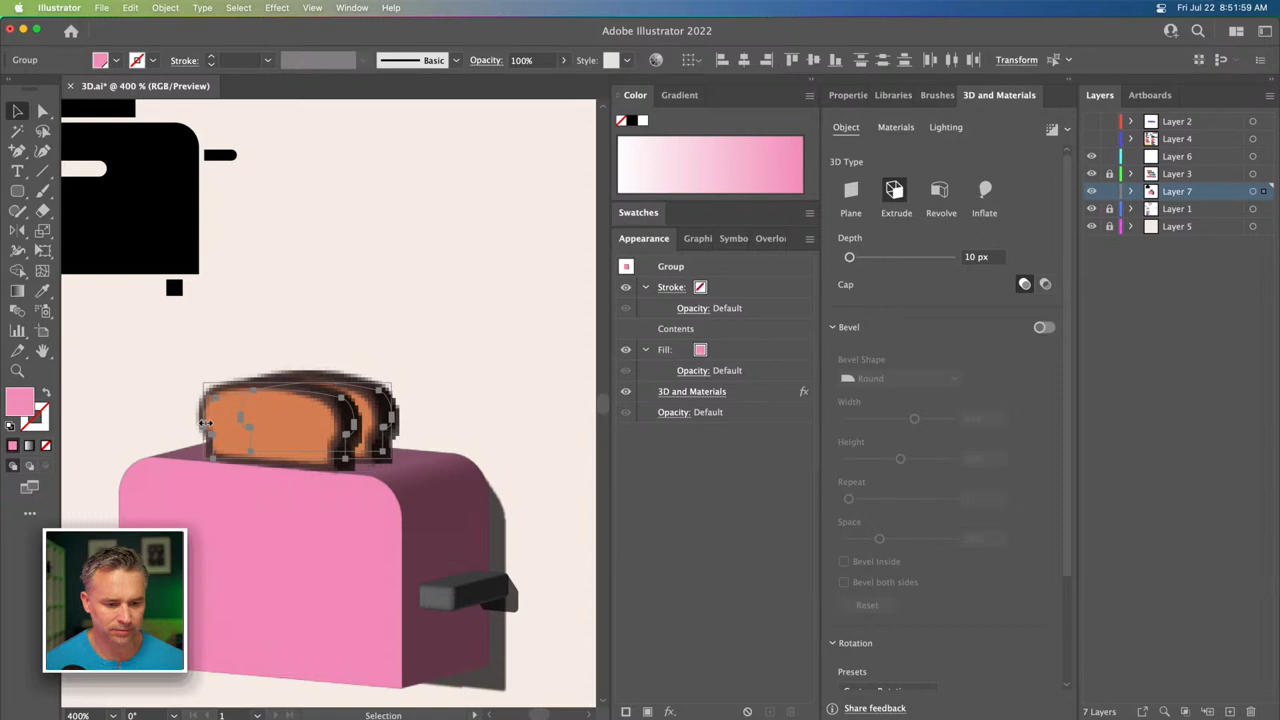 Illustrator File Edit Object Type Select Effect View Window Help
Fri Jul 8:51:59 AM
Adobe Illustrator 2022
Group
Stroke:
Basic
Opacity: 100%
Style:
Transform
3D.ai* @ 400 % (RGB/Preview)
Color Gradient
Swatches
Appearance Graphi Symbo Overlo
Group
Stroke:
Opacity: Default
Contents
Fill:
Opacity: Default
3D and Materials fx
Opacity: Default
fx
Propertie Libraries Brushes 3D and Materials
Object Materials Lighting
3D Type
Plane Extrude Revolve Inflate
Depth
10 px
Cap
Bevel
Bevel Shape
Round
Width
Height
Repeat
Space
Bevel Inside
Bevel both sides
Reset
Rotation
Presets
Share feedback
Layers Artboards
Layer 2
Layer 4
Layer 6
Layer 3
Layer 7
Layer 1
Layer 5
7 Layers
400% 0° 1 Selection